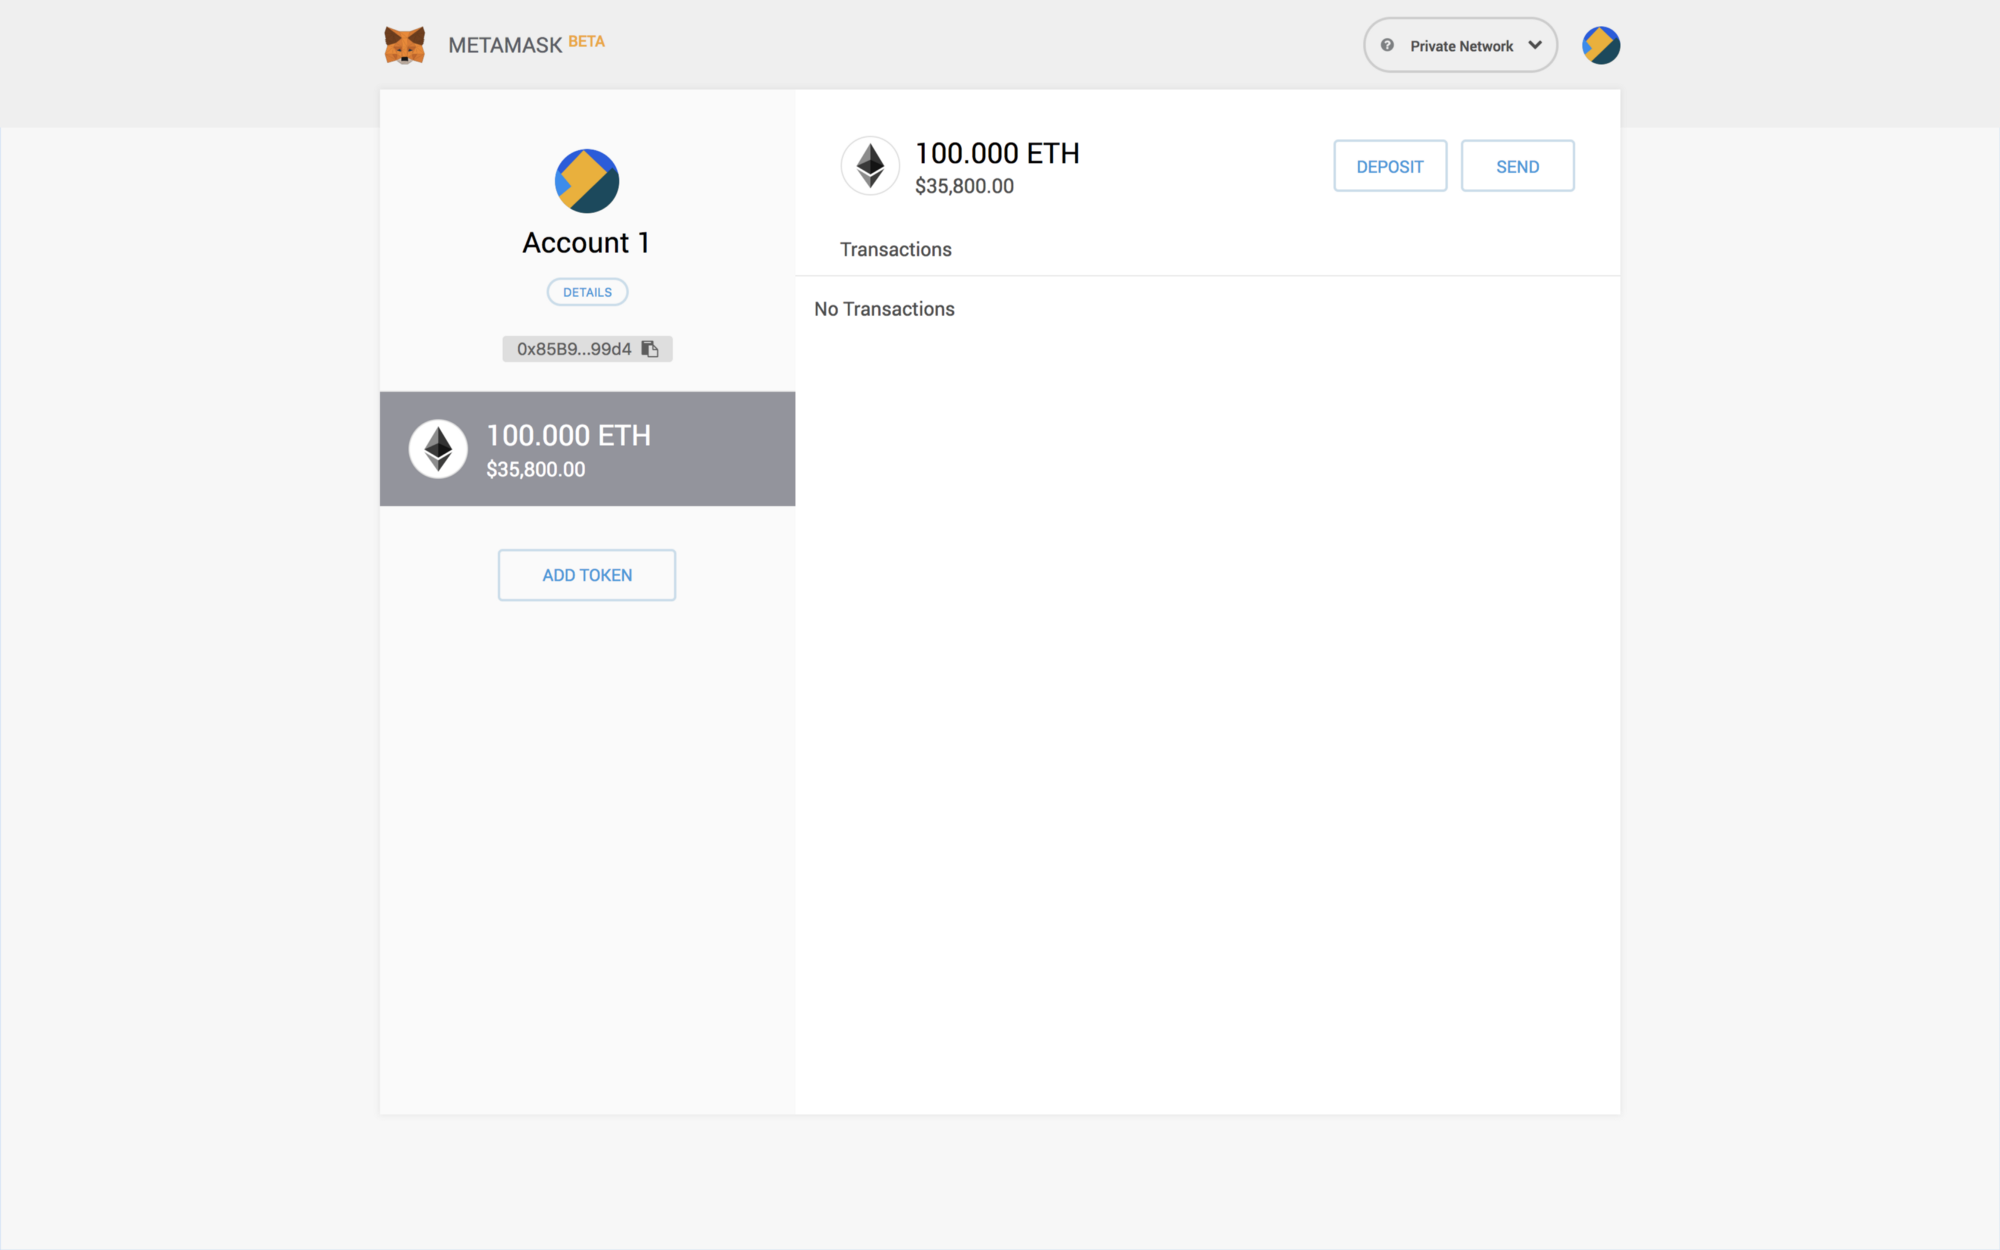 METAMASK BETA
Private Network
Account 1
DETAILS
0x85B9...99d4
100.000 ETH
$35,800.00
ADD TOKEN
100.000 ETH
$35,800.00
DEPOSIT
SEND
Transactions
No Transactions